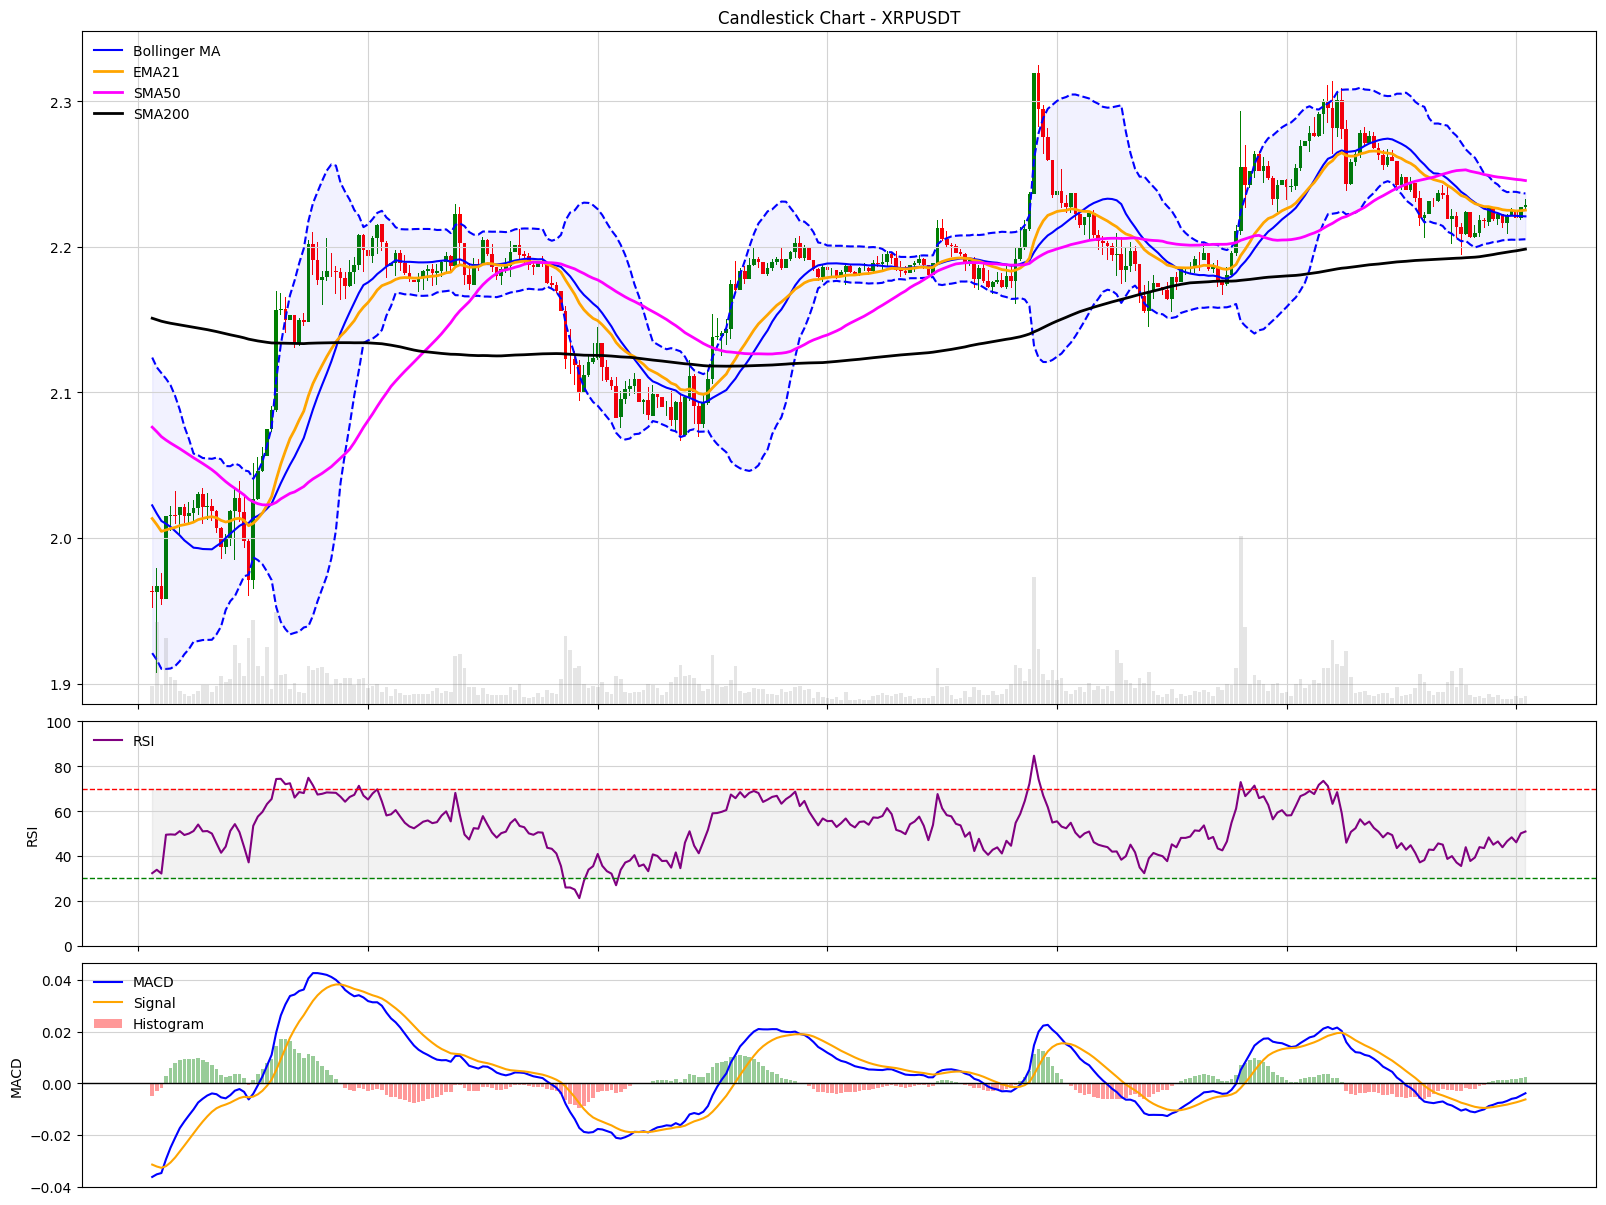 Candlestick Chart - XRPUSDT
Bollinger MA
EMA21
SMA50
SMA200
2.3
2.2
2.1
2.0
1.9
RSI
100
80
60
40
20
0
RSI
MACD
Signal
Histogram
0.04
0.02
0.00
−0.02
−0.04
MACD